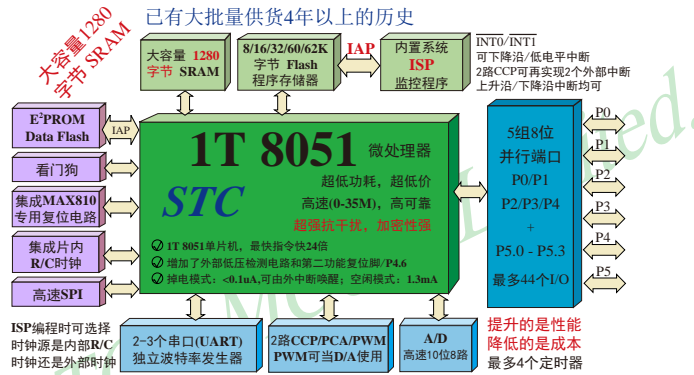 已有大批量供货4年以上的历史
大容量1280
字节 SRAM
大容量 1280
字节 SRAM
8/16/32/60/62K
字节 Flash
程序存储器
IAP
内置系统
ISP
监控程序
INT0/INT1
可下降沿/低电平中断
2路CCP可再实现2个外部中断
上升沿/下降沿中断均可
E²PROM
Data Flash
IAP
看门狗
集成MAX810
专用复位电路
集成片内
R/C时钟
高速SPI
1T 8051 微处理器
STC
超低功耗，超低价
高速(0-35M)，高可靠
超强抗干扰，加密性强
1T 8051单片机，最快指令快24倍
增加了外部低压检测电路和第二功能复位脚/P4.6
掉电模式：<0.1uA,可由外中断唤醒；空闲模式：1.3mA
5组8位
并行端口
P0/P1
P2/P3/P4
+
P5.0 - P5.3
最多44个I/O
P0
P1
P2
P3
P4
P5
ISP编程时可选择
时钟源是内部R/C
时钟还是外部时钟
2-3个串口(UART)
独立波特率发生器
2路CCP/PCA/PWM
PWM可当D/A使用
A/D
高速10位8路
提升的是性能
降低的是成本
最多4个定时器